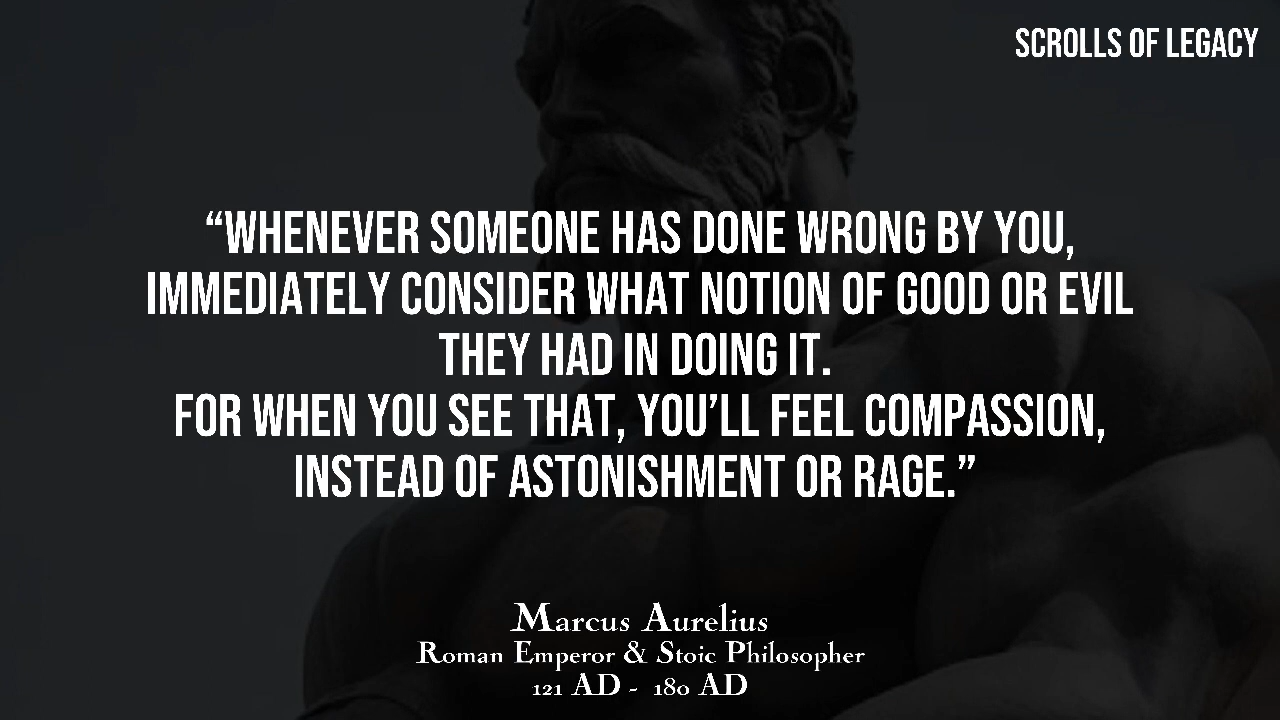 SCROLLS OF LEGACY
“WHENEVER SOMEONE HAS DONE WRONG BY YOU,
IMMEDIATELY CONSIDER WHAT NOTION OF GOOD OR EVIL
THEY HAD IN DOING IT.
FOR WHEN YOU SEE THAT, YOU’LL FEEL COMPASSION,
INSTEAD OF ASTONISHMENT OR RAGE.”
Marcus Aurelius
Roman Emperor & Stoic Philosopher
121 AD - 180 AD